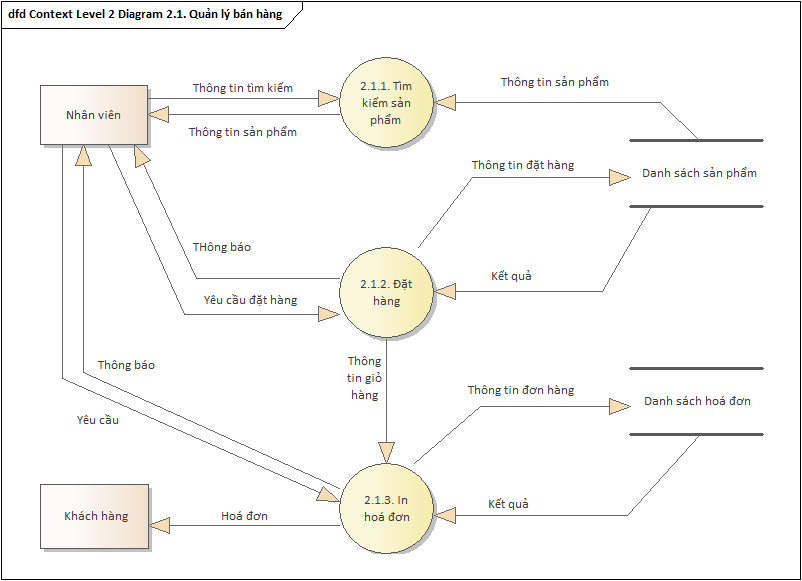 dfd Context Level 2 Diagram 2.1. Quản lý bán hàng
Thông tin tìm kiếm
2.1.1. Tìm
kiếm sản
phẩm
Thông tin sản phẩm
Nhân viên
Thông tin sản phẩm
Thông tin đặt hàng
Danh sách sản phẩm
THông báo
2.1.2. Đặt
hàng
Kết quả
Yêu cầu đặt hàng
Thông báo
Thông
tin giỏ
hàng
Thông tin đơn hàng
Danh sách hoá đơn
Yêu cầu
Khách hàng
Hoá đơn
2.1.3. In
hoá đơn
Kết quả